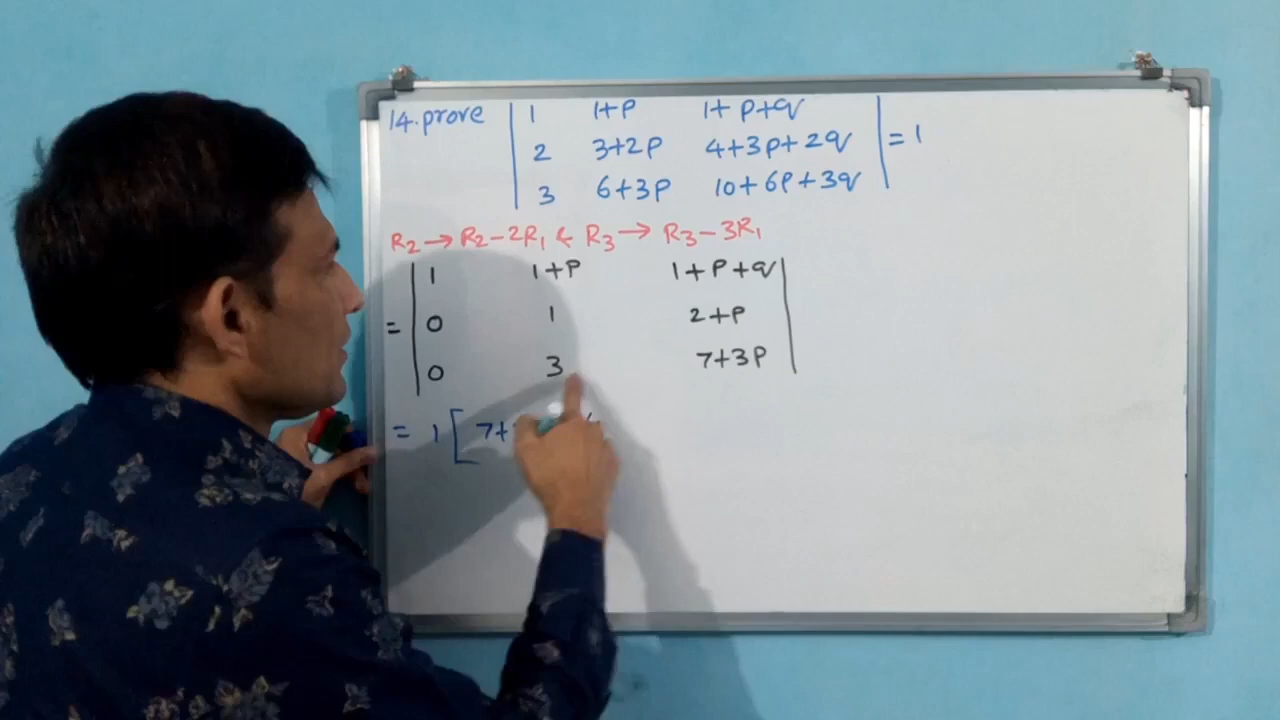 14. prove | 1 1+P 1+P+q | = 1
| 2 3+2P 4+3P+2q |
| 3 6+3P 10+6P+3q |
R₂ → R₂-2R₁ & R₃ → R₃-3R₁
| 1 1+P 1+P+q |
= | 0 1 2+P |
| 0 3 7+3P |
= 1 [ 7+